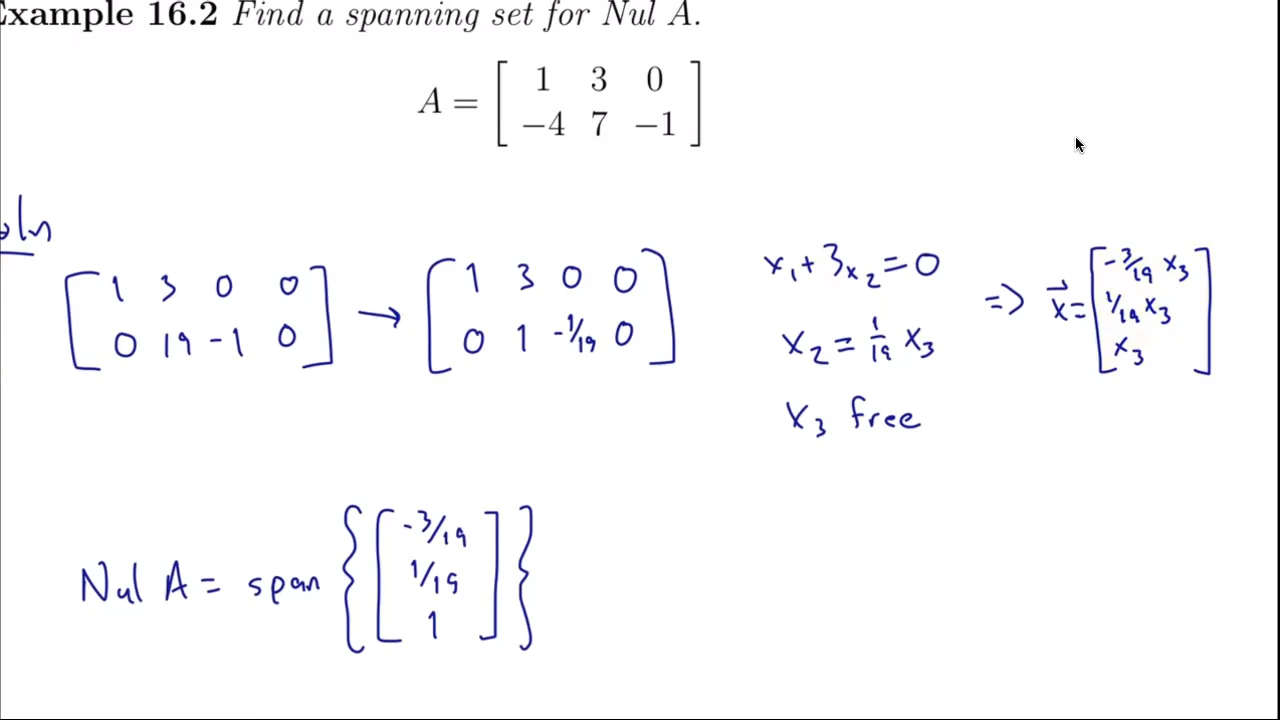 Example 16.2 Find a spanning set for Nul A.
A = [ 1 3 0
−4 7 −1 ]
oln
[ 1 3 0 0
0 19 -1 0 ] → [ 1 3 0 0
0 1 -1/19 0 ]
x₁ + 3x₂ = 0
x₂ = 1/19 x₃
x₃ free
=> x⃗ = [ -3/19 x₃
1/19 x₃
x₃ ]
Nul A = span { [ -3/19
1/19
1 ] }